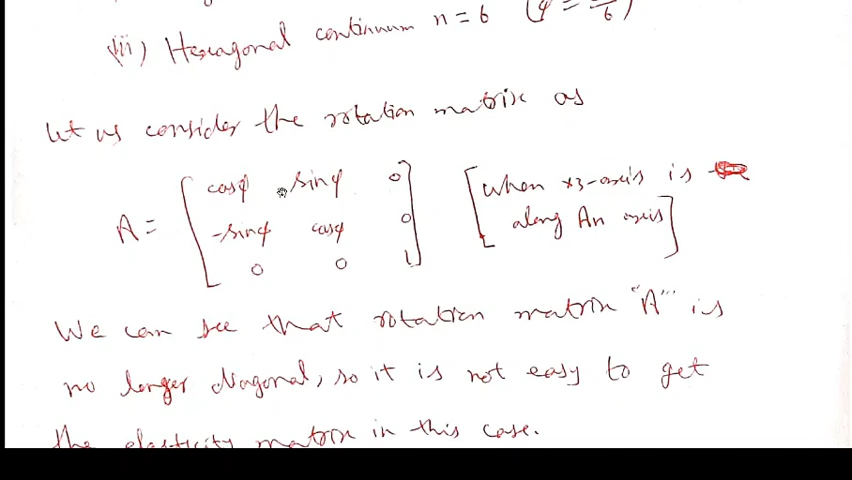 (iii) Hexagonal continuum n=6 (φ = /6)
Let us consider the rotation matrix as
A = [ cosφ sinφ 0 [when x3-axis is
-sinφ cosφ 0 along An axis]
0 0 1 ]
We can see that rotation matrix "A" is
no longer diagonal, so it is not easy to get
the elasticity matrix in this case.